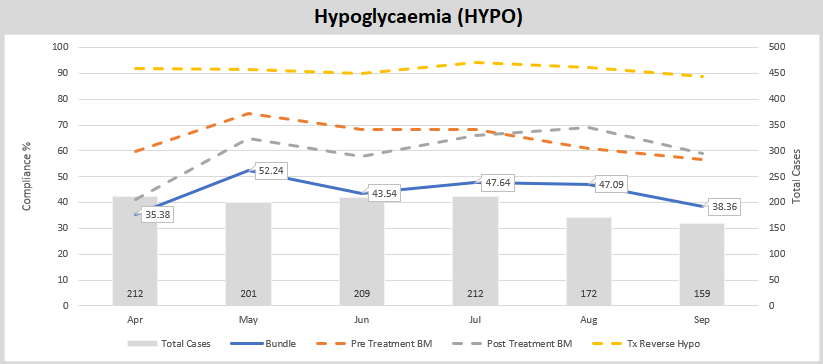 Hypoglycaemia (HYPO)
100 500
90 450
80 400
70 350
60 300
50 250
40 200
30 150
20 100
10 50
0 0
Compliance %
Total Cases
35.38 52.24 43.54 47.64 47.09 38.36
212 201 209 212 172 159
Apr May Jun Jul Aug Sep
Total Cases Bundle Pre Treatment BM Post Treatment BM Tx Reverse Hypo